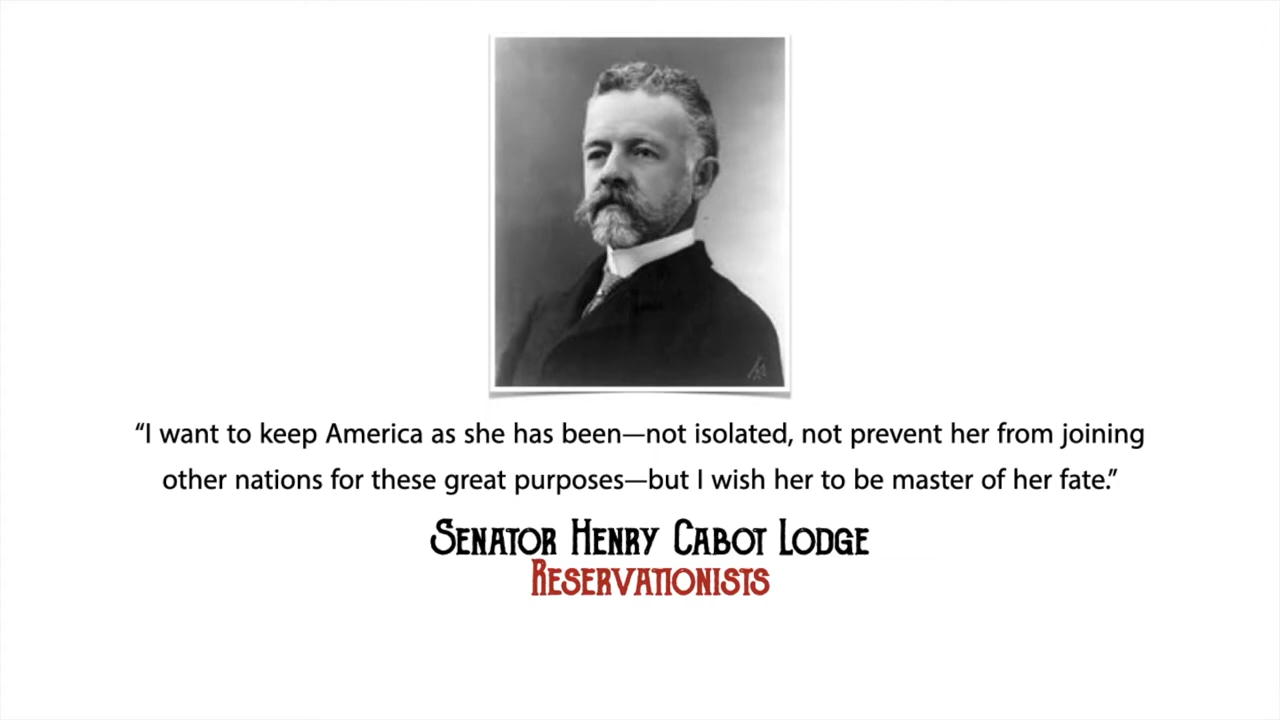 “I want to keep America as she has been—not isolated, not prevent her from joining
other nations for these great purposes—but I wish her to be master of her fate.”
Senator Henry Cabot Lodge
Reservationists